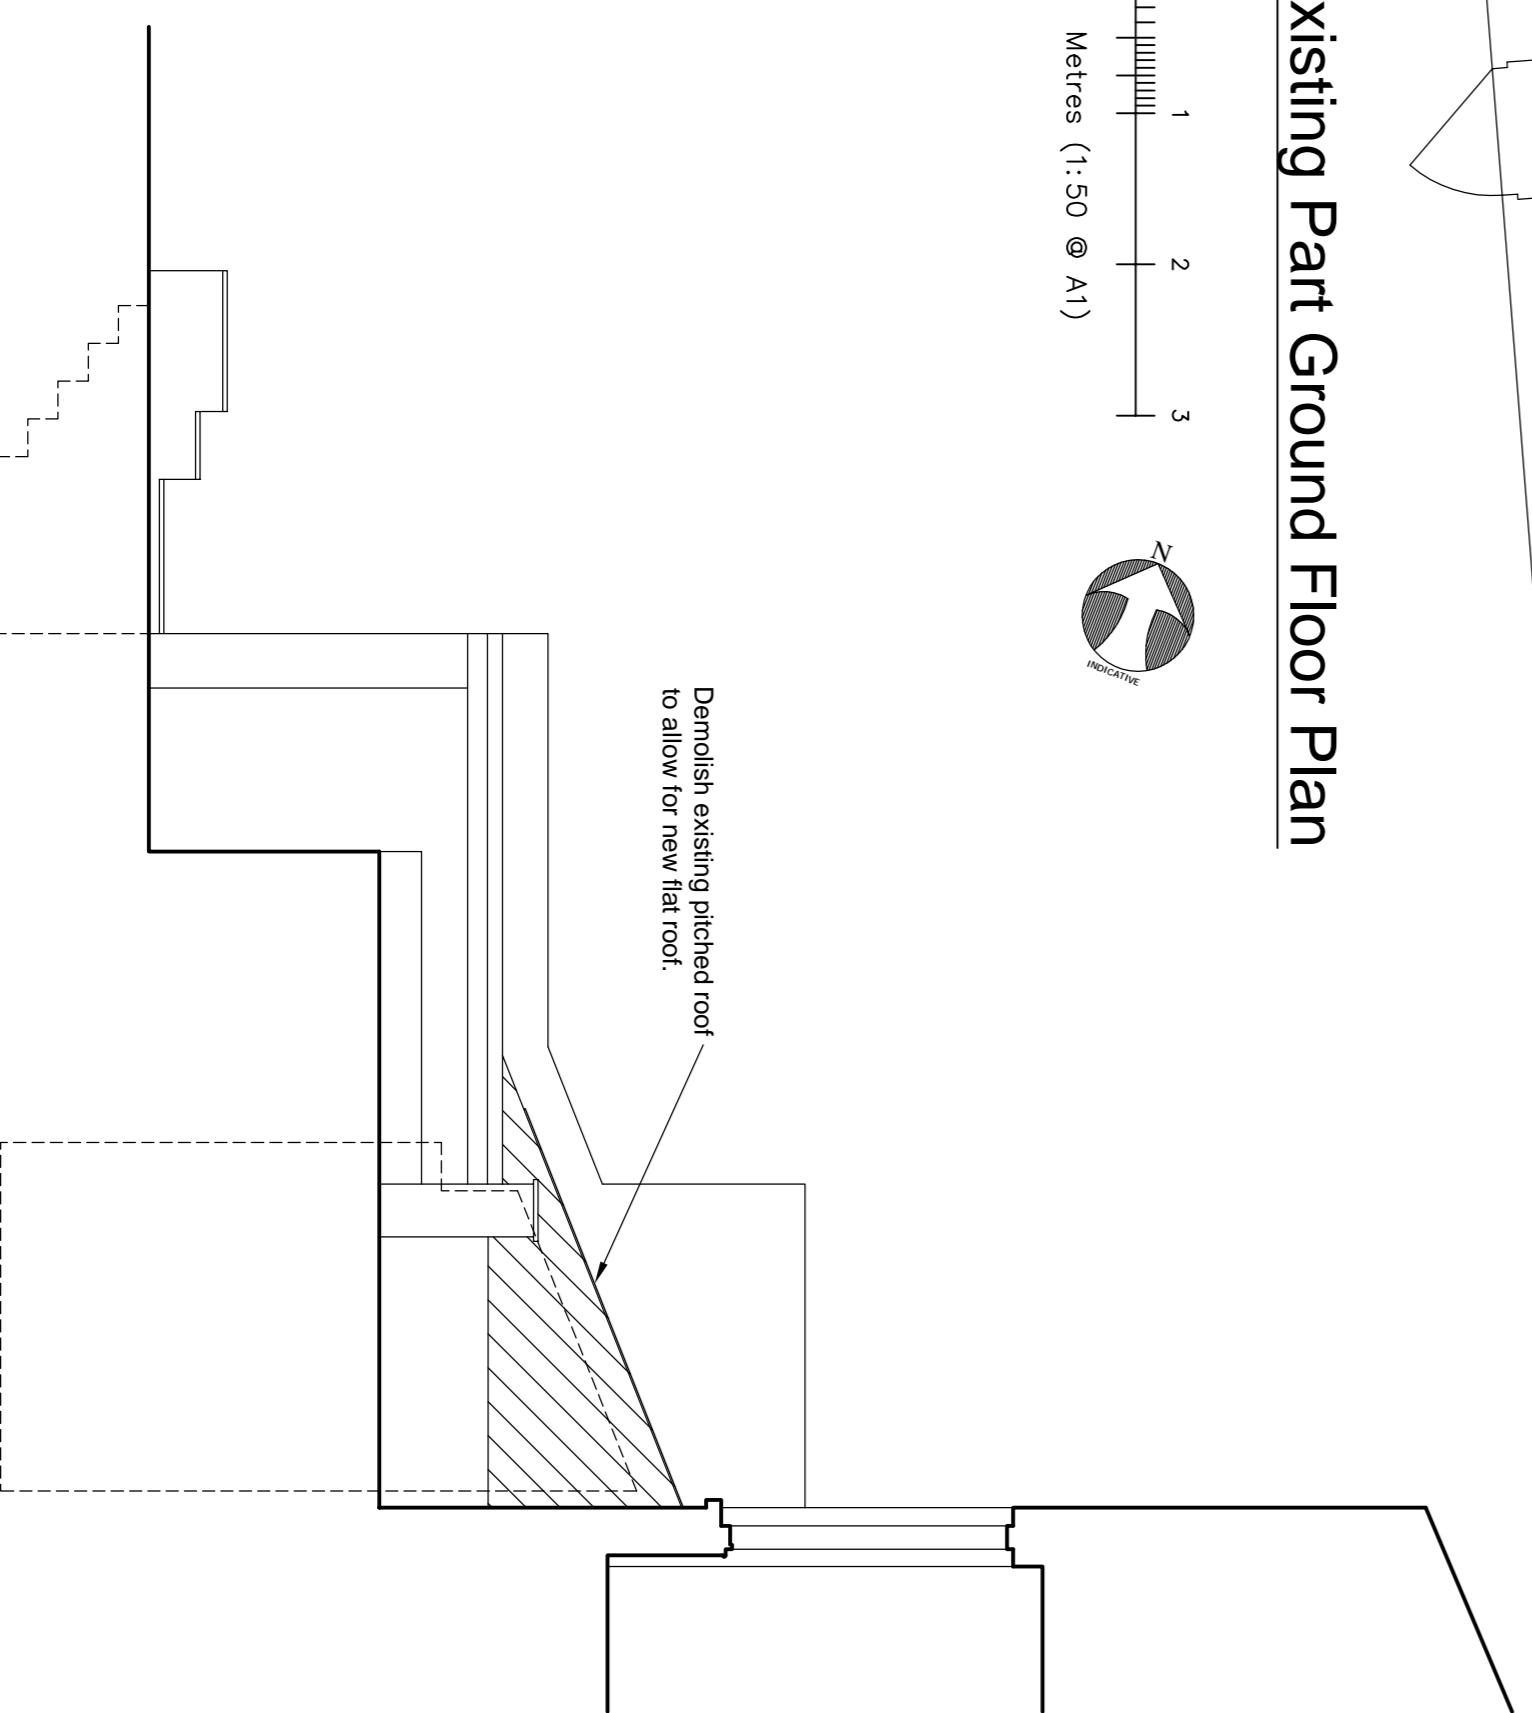 xisting Part Ground Floor Plan
1
2
3
Metres (1:50 @ A1)
N
INDICATIVE
Demolish existing pitched roof
to allow for new flat roof.